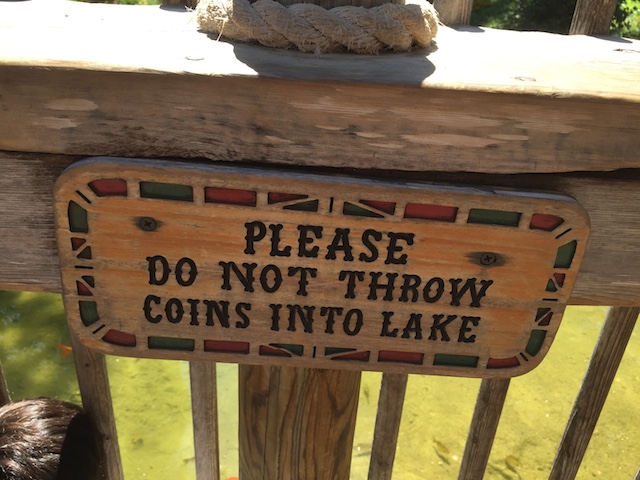 PLEASE
DO NOT THROW
COINS INTO LAKE